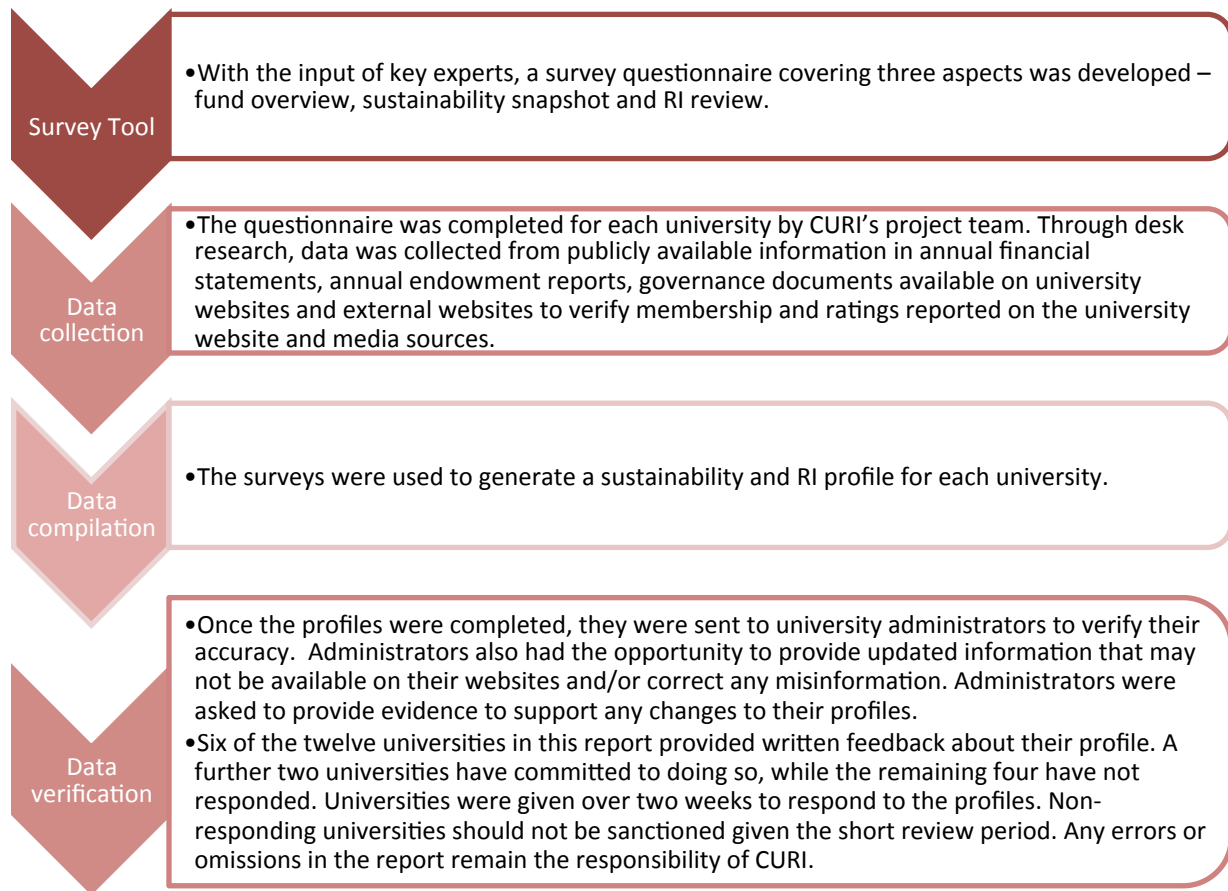 Survey Tool
•With the input of key experts, a survey questionnaire covering three aspects was developed –
fund overview, sustainability snapshot and RI review.
Data
collection
•The questionnaire was completed for each university by CURI’s project team. Through desk
research, data was collected from publicly available information in annual financial
statements, annual endowment reports, governance documents available on university
websites and external websites to verify membership and ratings reported on the university
website and media sources.
Data
compilation
•The surveys were used to generate a sustainability and RI profile for each university.
Data
verification
•Once the profiles were completed, they were sent to university administrators to verify their
accuracy.  Administrators also had the opportunity to provide updated information that may
not be available on their websites and/or correct any misinformation. Administrators were
asked to provide evidence to support any changes to their profiles.
•Six of the twelve universities in this report provided written feedback about their profile. A
further two universities have committed to doing so, while the remaining four have not
responded. Universities were given over two weeks to respond to the profiles. Non-
responding universities should not be sanctioned given the short review period. Any errors or
omissions in the report remain the responsibility of CURI.